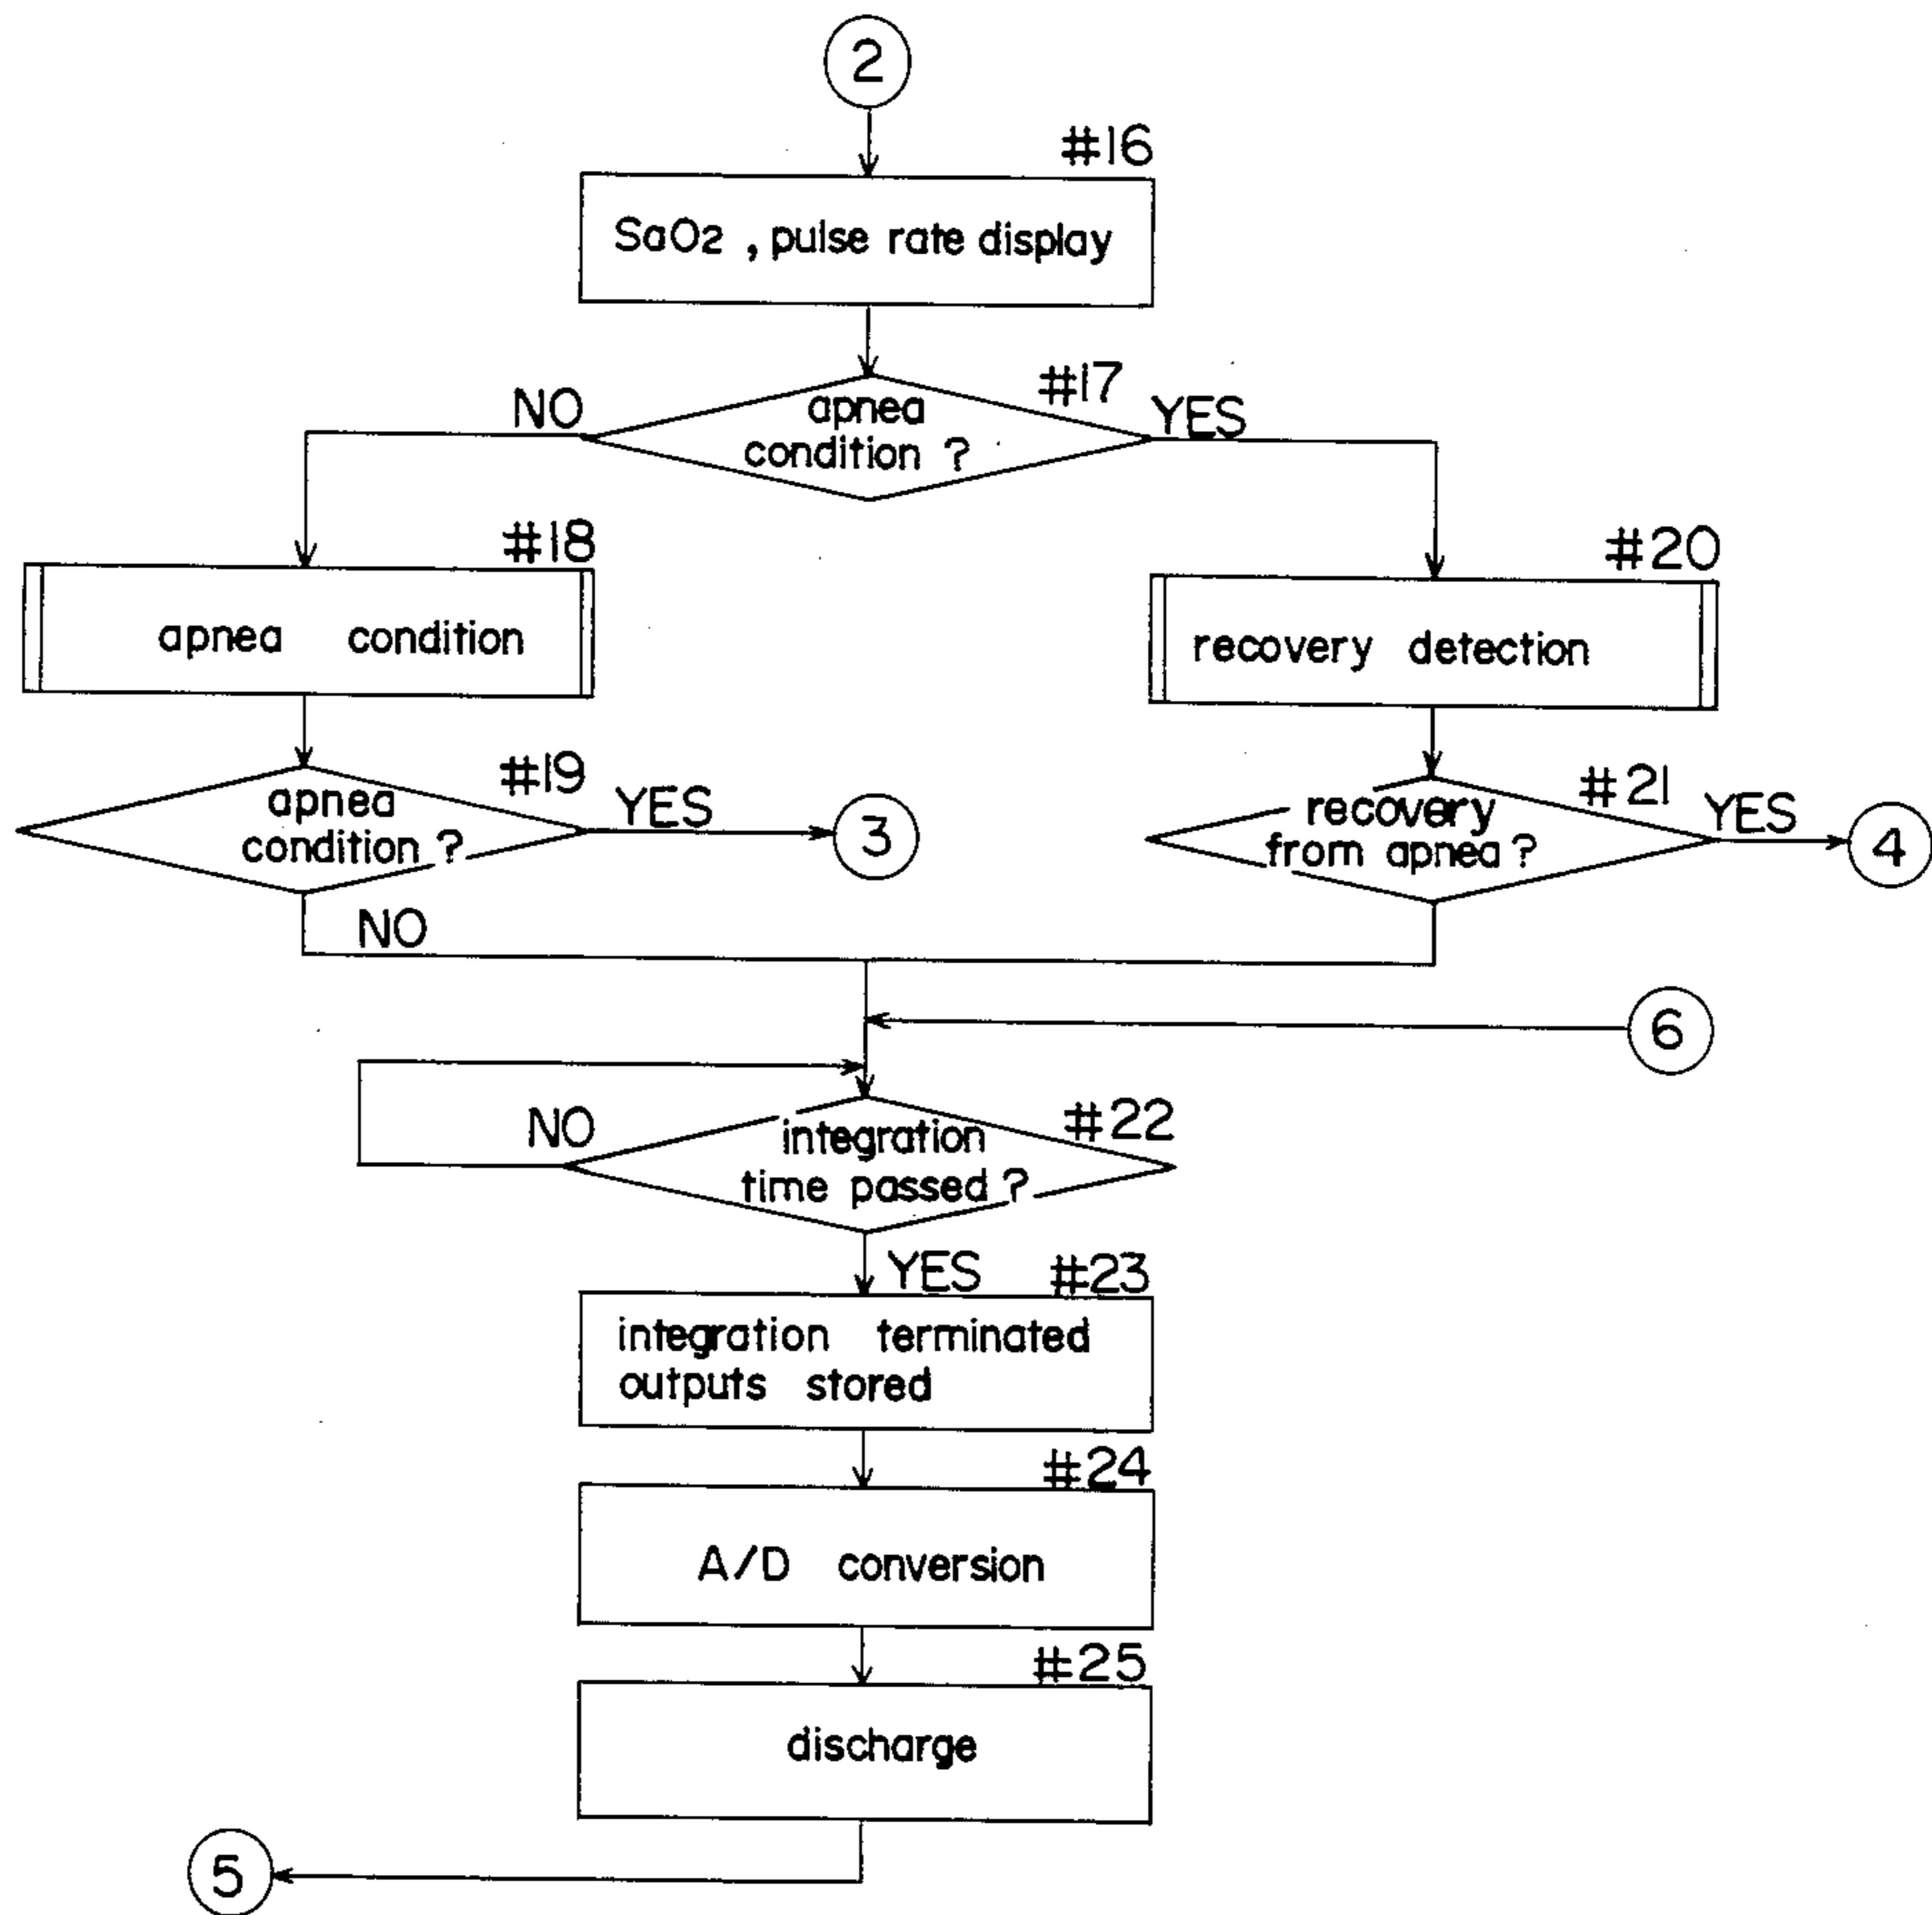 2
#16
SaO2 , pulse rate display
#17
NO
YES
apnea
condition ?
#18
apnea condition
#20
recovery detection
#19
apnea
condition ?
YES
3
NO
#21
recovery
from apnea ?
YES
4
6
#22
NO
integration
time passed ?
YES
#23
integration terminated
outputs stored
#24
A/D conversion
#25
discharge
5